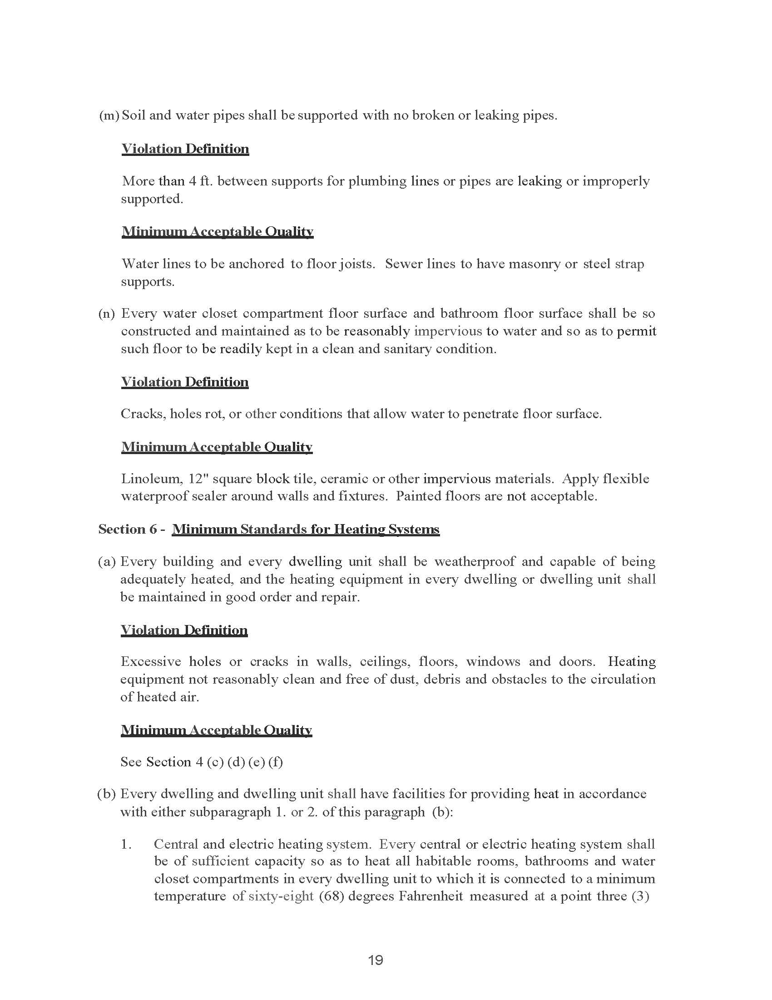 (m) Soil and water pipes shall be supported with no broken or leaking pipes.
Violation Definition
More than 4 ft. between supports for plumbing lines or pipes are leaking or improperly
supported.
Minimum Acceptable Quality
Water lines to be anchored to floor joists. Sewer lines to have masonry or steel strap
supports.
(n) Every water closet compartment floor surface and bathroom floor surface shall be so
constructed and maintained as to be reasonably impervious to water and so as to permit
such floor to be readily kept in a clean and sanitary condition.
Violation Definition
Cracks, holes rot, or other conditions that allow water to penetrate floor surface.
Minimum Acceptable Quality
Linoleum, 12" square block tile, ceramic or other impervious materials. Apply flexible
waterproof sealer around walls and fixtures. Painted floors are not acceptable.
Section 6 - Minimum Standards for Heating Systems
(a) Every building and every dwelling unit shall be weatherproof and capable of being
adequately heated, and the heating equipment in every dwelling or dwelling unit shall
be maintained in good order and repair.
Violation Definition
Excessive holes or cracks in walls, ceilings, floors, windows and doors. Heating
equipment not reasonably clean and free of dust, debris and obstacles to the circulation
of heated air.
Minimum Acceptable Quality
See Section 4 (c) (d) (e) (f)
(b) Every dwelling and dwelling unit shall have facilities for providing heat in accordance
with either subparagraph 1. or 2. of this paragraph (b):
1. Central and electric heating system. Every central or electric heating system shall
be of sufficient capacity so as to heat all habitable rooms, bathrooms and water
closet compartments in every dwelling unit to which it is connected to a minimum
temperature of sixty-eight (68) degrees Fahrenheit measured at a point three (3)
19